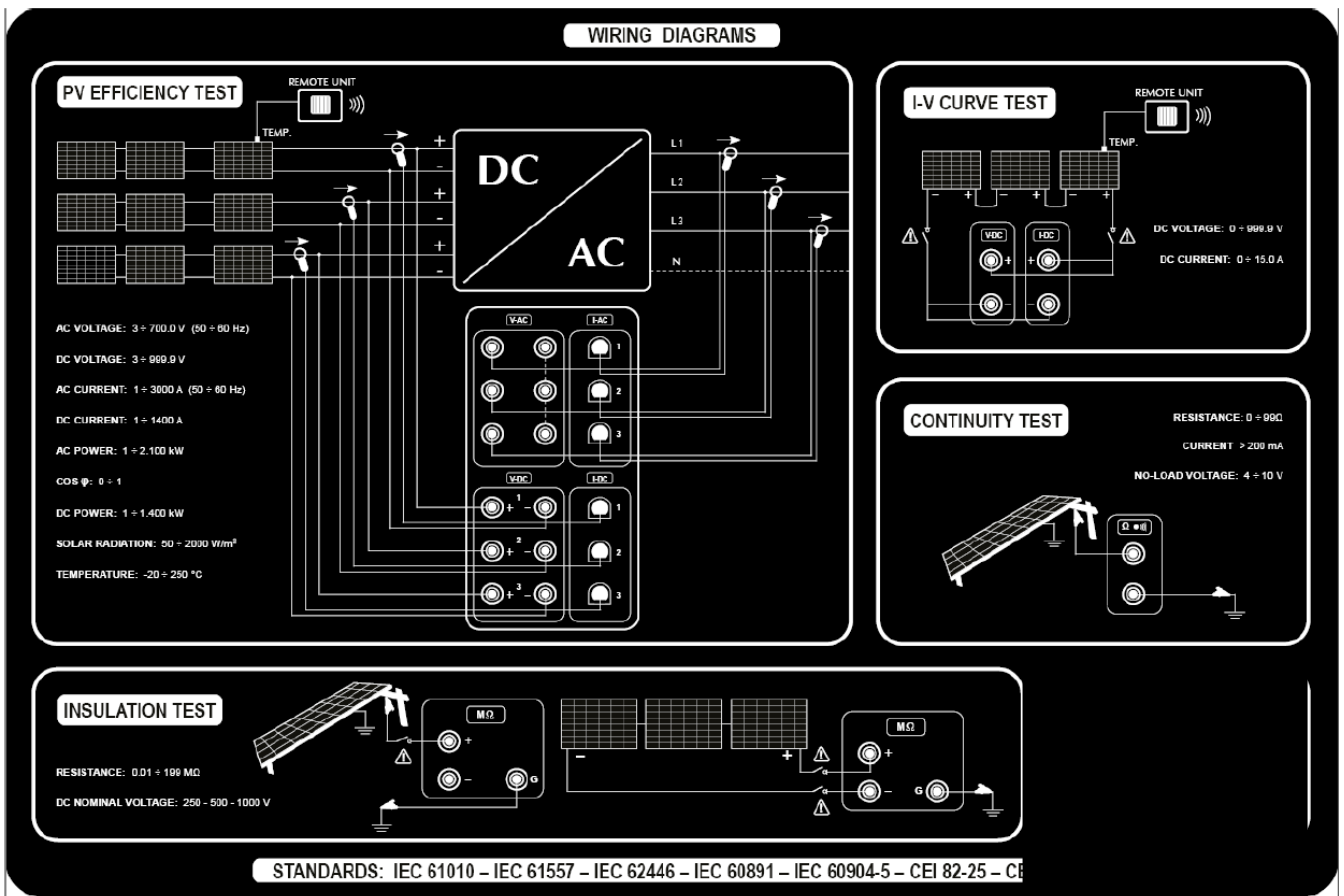 WIRING DIAGRAMS
PV EFFICIENCY TEST
REMOTE UNIT
TEMP.
+
-
+
-
+
-
DC
AC
L1
L2
L3
N
AC VOLTAGE: 3 ÷ 700.0 V (50 ÷ 60 Hz)
DC VOLTAGE: 3 ÷ 999.9 V
AC CURRENT: 1 ÷ 3000 A (50 ÷ 60 Hz)
DC CURRENT: 1 ÷ 1400 A
AC POWER: 1 ÷ 2.100 kW
COS φ: 0 ÷ 1
DC POWER: 1 ÷ 1.400 kW
SOLAR RADIATION: 50 ÷ 2000 W/m²
TEMPERATURE: -20 ÷ 250 °C
V-AC I-AC
1
2
3
V-DC I-DC
+ 1 − 1
+ 2 − 2
+ 3 − 3
I-V CURVE TEST
REMOTE UNIT
TEMP.
− + − + − +
V-DC I-DC
+ +
− −
DC VOLTAGE: 0 ÷ 999.9 V
DC CURRENT: 0 ÷ 15.0 A
CONTINUITY TEST
RESISTANCE: 0 ÷ 99Ω
CURRENT > 200 mA
NO-LOAD VOLTAGE: 4 ÷ 10 V
Ω
INSULATION TEST
RESISTANCE: 0.01 ÷ 199 MΩ
DC NOMINAL VOLTAGE: 250 - 500 - 1000 V
MΩ
+
− G
− +
MΩ
+
− G
STANDARDS: IEC 61010 – IEC 61557 – IEC 62446 – IEC 60891 – IEC 60904-5 – CEI 82-25 –